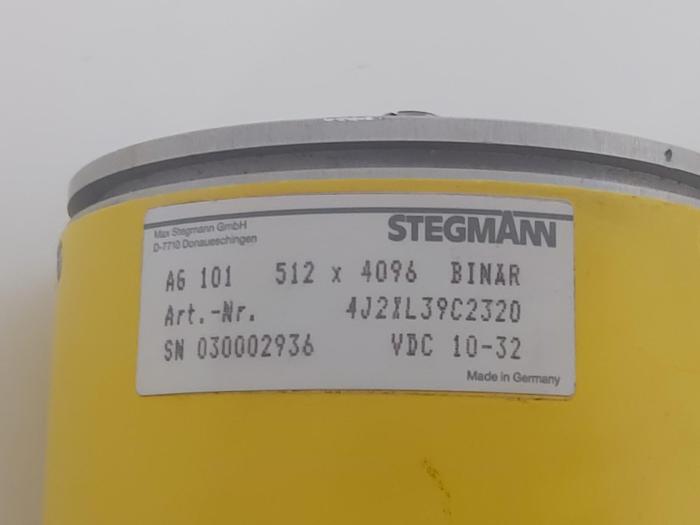 Max Stegmann GmbH
D-7710 Donaueschingen
STEGMANN
AG 101 512 x 4096 BINÄR
Art.-Nr. 4J2XL39C2320
SN 030002936 VDC 10-32
Made in Germany